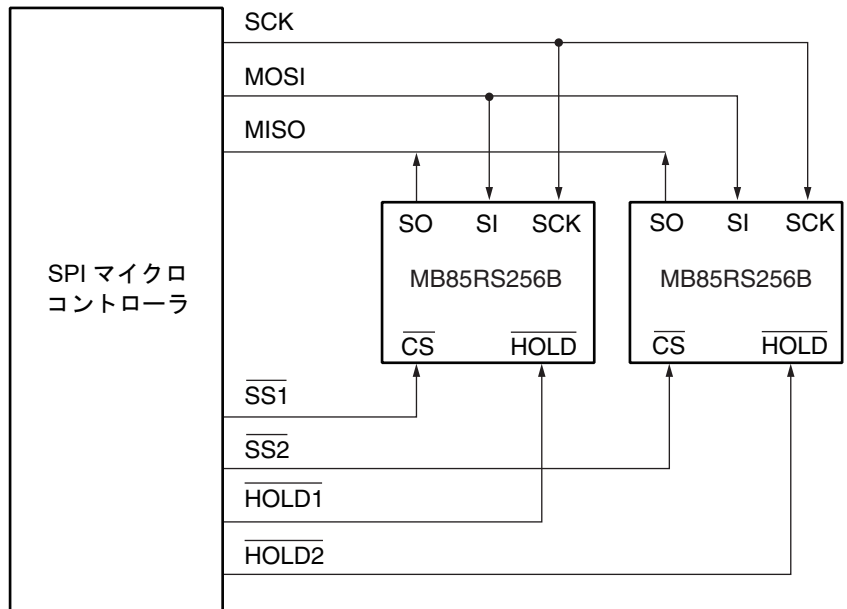 SCK
MOSI
MISO
SO SI SCK
MB85RS256B
CS HOLD
SO SI SCK
MB85RS256B
CS HOLD
SPI マイクロ
コントローラ
SS1
SS2
HOLD1
HOLD2